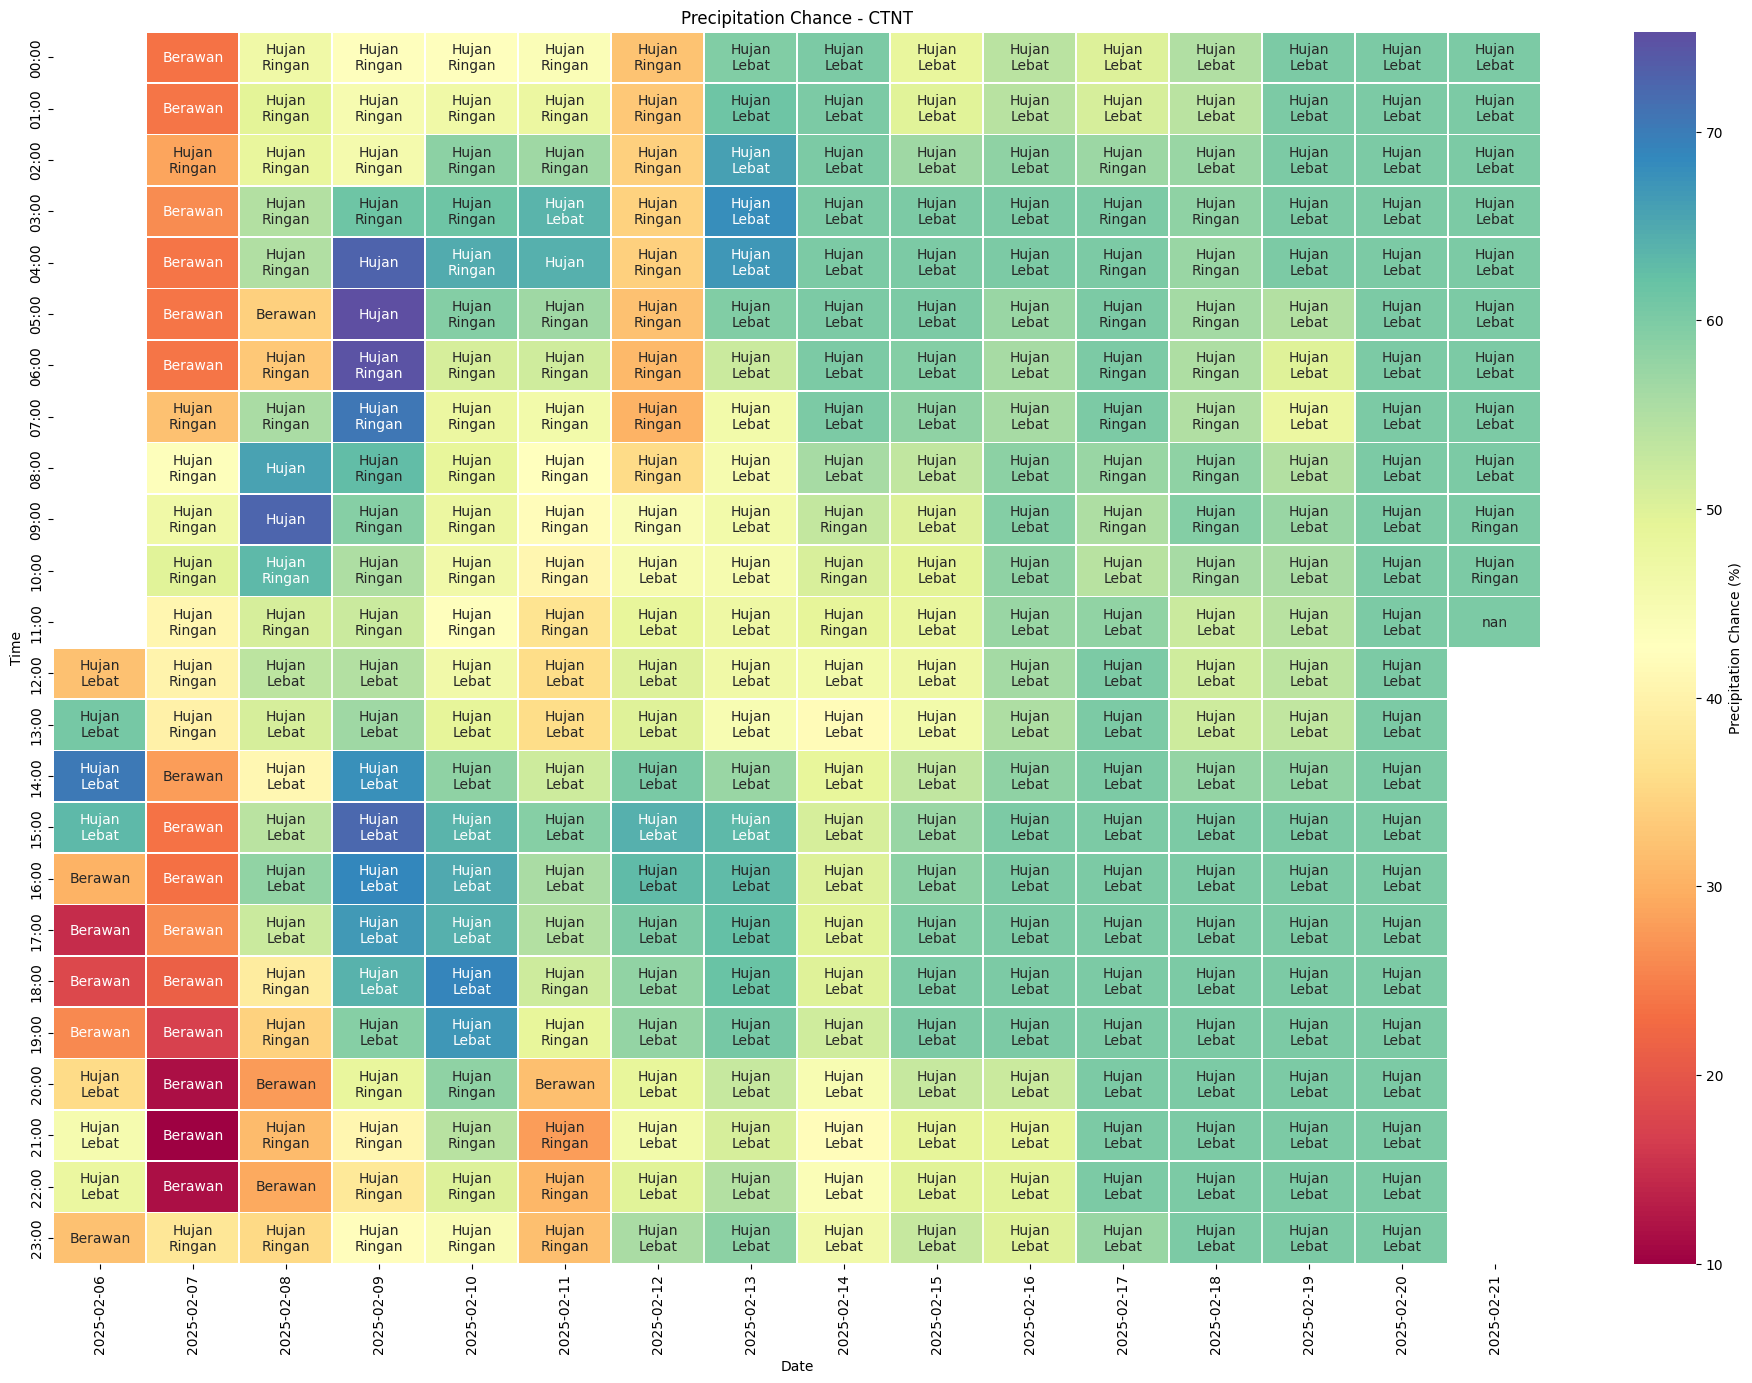 Precipitation Chance - CTNT
00:00 Berawan Hujan Ringan Hujan Ringan Hujan Ringan Hujan Ringan Hujan Ringan Hujan Lebat Hujan Lebat Hujan Lebat Hujan Lebat Hujan Lebat Hujan Lebat Hujan Lebat Hujan Lebat Hujan Lebat
01:00 Berawan Hujan Ringan Hujan Ringan Hujan Ringan Hujan Ringan Hujan Ringan Hujan Lebat Hujan Lebat Hujan Lebat Hujan Lebat Hujan Lebat Hujan Lebat Hujan Lebat Hujan Lebat Hujan Lebat
02:00 Hujan Ringan Hujan Ringan Hujan Ringan Hujan Ringan Hujan Ringan Hujan Ringan Hujan Lebat Hujan Lebat Hujan Lebat Hujan Lebat Hujan Ringan Hujan Lebat Hujan Lebat Hujan Lebat Hujan Lebat
03:00 Berawan Hujan Ringan Hujan Ringan Hujan Ringan Hujan Lebat Hujan Ringan Hujan Lebat Hujan Lebat Hujan Lebat Hujan Lebat Hujan Ringan Hujan Ringan Hujan Lebat Hujan Lebat Hujan Lebat
04:00 Berawan Hujan Ringan Hujan Hujan Ringan Hujan Hujan Ringan Hujan Lebat Hujan Lebat Hujan Lebat Hujan Lebat Hujan Ringan Hujan Ringan Hujan Lebat Hujan Lebat Hujan Lebat
05:00 Berawan Berawan Hujan Hujan Ringan Hujan Ringan Hujan Ringan Hujan Lebat Hujan Lebat Hujan Lebat Hujan Lebat Hujan Ringan Hujan Ringan Hujan Lebat Hujan Lebat Hujan Lebat
06:00 Berawan Hujan Ringan Hujan Ringan Hujan Ringan Hujan Ringan Hujan Ringan Hujan Lebat Hujan Lebat Hujan Lebat Hujan Lebat Hujan Ringan Hujan Ringan Hujan Lebat Hujan Lebat Hujan Lebat
07:00 Hujan Ringan Hujan Ringan Hujan Ringan Hujan Ringan Hujan Ringan Hujan Ringan Hujan Lebat Hujan Lebat Hujan Lebat Hujan Lebat Hujan Ringan Hujan Ringan Hujan Lebat Hujan Lebat Hujan Lebat
08:00 Hujan Ringan Hujan Hujan Ringan Hujan Ringan Hujan Ringan Hujan Ringan Hujan Lebat Hujan Lebat Hujan Lebat Hujan Lebat Hujan Ringan Hujan Ringan Hujan Lebat Hujan Lebat Hujan Lebat
09:00 Hujan Ringan Hujan Hujan Ringan Hujan Ringan Hujan Ringan Hujan Ringan Hujan Lebat Hujan Ringan Hujan Lebat Hujan Lebat Hujan Ringan Hujan Ringan Hujan Lebat Hujan Lebat Hujan Ringan
10:00 Hujan Ringan Hujan Ringan Hujan Ringan Hujan Ringan Hujan Ringan Hujan Lebat Hujan Lebat Hujan Ringan Hujan Lebat Hujan Lebat Hujan Lebat Hujan Ringan Hujan Lebat Hujan Lebat Hujan Ringan
11:00 Hujan Ringan Hujan Ringan Hujan Ringan Hujan Ringan Hujan Ringan Hujan Lebat Hujan Lebat Hujan Ringan Hujan Lebat Hujan Lebat Hujan Lebat Hujan Lebat Hujan Lebat Hujan Lebat nan
12:00 Hujan Lebat Hujan Ringan Hujan Lebat Hujan Lebat Hujan Lebat Hujan Lebat Hujan Lebat Hujan Lebat Hujan Lebat Hujan Lebat Hujan Lebat Hujan Lebat Hujan Lebat Hujan Lebat Hujan Lebat
13:00 Hujan Lebat Hujan Ringan Hujan Lebat Hujan Lebat Hujan Lebat Hujan Lebat Hujan Lebat Hujan Lebat Hujan Lebat Hujan Lebat Hujan Lebat Hujan Lebat Hujan Lebat Hujan Lebat Hujan Lebat
14:00 Hujan Lebat Berawan Hujan Lebat Hujan Lebat Hujan Lebat Hujan Lebat Hujan Lebat Hujan Lebat Hujan Lebat Hujan Lebat Hujan Lebat Hujan Lebat Hujan Lebat Hujan Lebat Hujan Lebat
15:00 Hujan Lebat Berawan Hujan Lebat Hujan Lebat Hujan Lebat Hujan Lebat Hujan Lebat Hujan Lebat Hujan Lebat Hujan Lebat Hujan Lebat Hujan Lebat Hujan Lebat Hujan Lebat Hujan Lebat
16:00 Berawan Berawan Hujan Lebat Hujan Lebat Hujan Lebat Hujan Lebat Hujan Lebat Hujan Lebat Hujan Lebat Hujan Lebat Hujan Lebat Hujan Lebat Hujan Lebat Hujan Lebat Hujan Lebat
17:00 Berawan Berawan Hujan Lebat Hujan Lebat Hujan Lebat Hujan Lebat Hujan Lebat Hujan Lebat Hujan Lebat Hujan Lebat Hujan Lebat Hujan Lebat Hujan Lebat Hujan Lebat Hujan Lebat
18:00 Berawan Berawan Hujan Ringan Hujan Lebat Hujan Lebat Hujan Ringan Hujan Lebat Hujan Lebat Hujan Lebat Hujan Lebat Hujan Lebat Hujan Lebat Hujan Lebat Hujan Lebat Hujan Lebat
19:00 Berawan Berawan Hujan Ringan Hujan Lebat Hujan Lebat Hujan Ringan Hujan Lebat Hujan Lebat Hujan Lebat Hujan Lebat Hujan Lebat Hujan Lebat Hujan Lebat Hujan Lebat Hujan Lebat
20:00 Hujan Lebat Berawan Berawan Hujan Ringan Hujan Ringan Berawan Hujan Lebat Hujan Lebat Hujan Lebat Hujan Lebat Hujan Lebat Hujan Lebat Hujan Lebat Hujan Lebat Hujan Lebat
21:00 Hujan Lebat Berawan Hujan Ringan Hujan Ringan Hujan Ringan Hujan Ringan Hujan Lebat Hujan Lebat Hujan Lebat Hujan Lebat Hujan Lebat Hujan Lebat Hujan Lebat Hujan Lebat Hujan Lebat
22:00 Hujan Lebat Berawan Berawan Hujan Ringan Hujan Ringan Hujan Ringan Hujan Lebat Hujan Lebat Hujan Lebat Hujan Lebat Hujan Lebat Hujan Lebat Hujan Lebat Hujan Lebat Hujan Lebat
23:00 Berawan Hujan Ringan Hujan Ringan Hujan Ringan Hujan Ringan Hujan Ringan Hujan Lebat Hujan Lebat Hujan Lebat Hujan Lebat Hujan Lebat Hujan Lebat Hujan Lebat Hujan Lebat Hujan Lebat
Time
2025-02-06 2025-02-07 2025-02-08 2025-02-09 2025-02-10 2025-02-11 2025-02-12 2025-02-13 2025-02-14 2025-02-15 2025-02-16 2025-02-17 2025-02-18 2025-02-19 2025-02-20 2025-02-21
Date
70
60
50
40
30
20
10
Precipitation Chance (%)